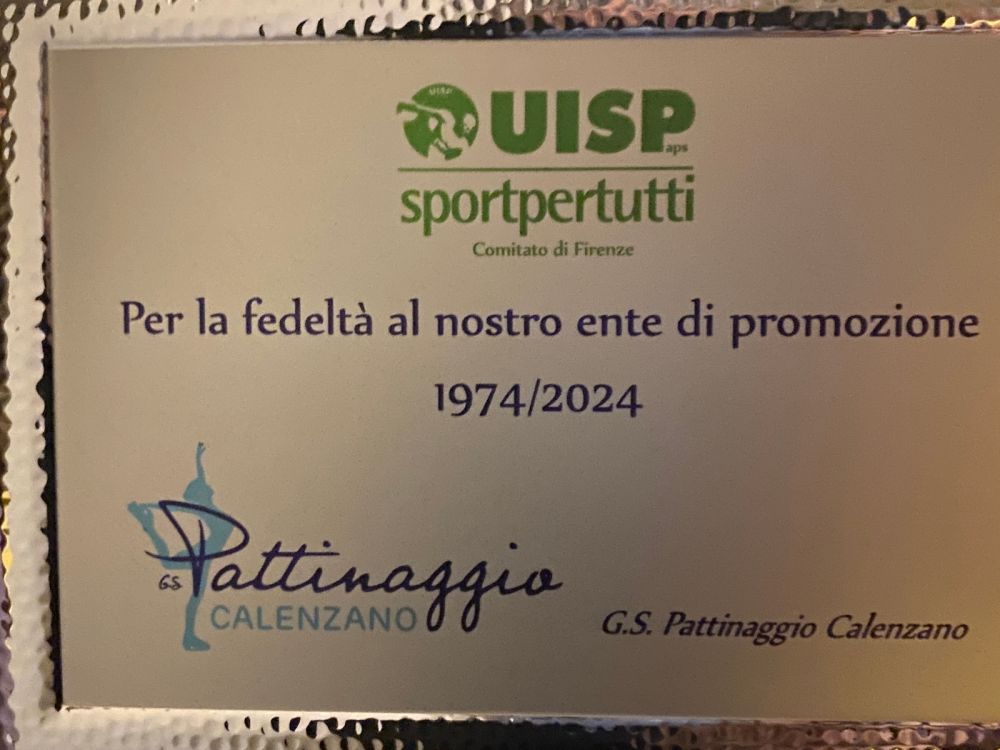 UISP
UISP
aps
sportpertutti
Comitato di Firenze
Per la fedeltà al nostro ente di promozione
1974/2024
G.S. Pattinaggio
CALENZANO
G.S. Pattinaggio Calenzano